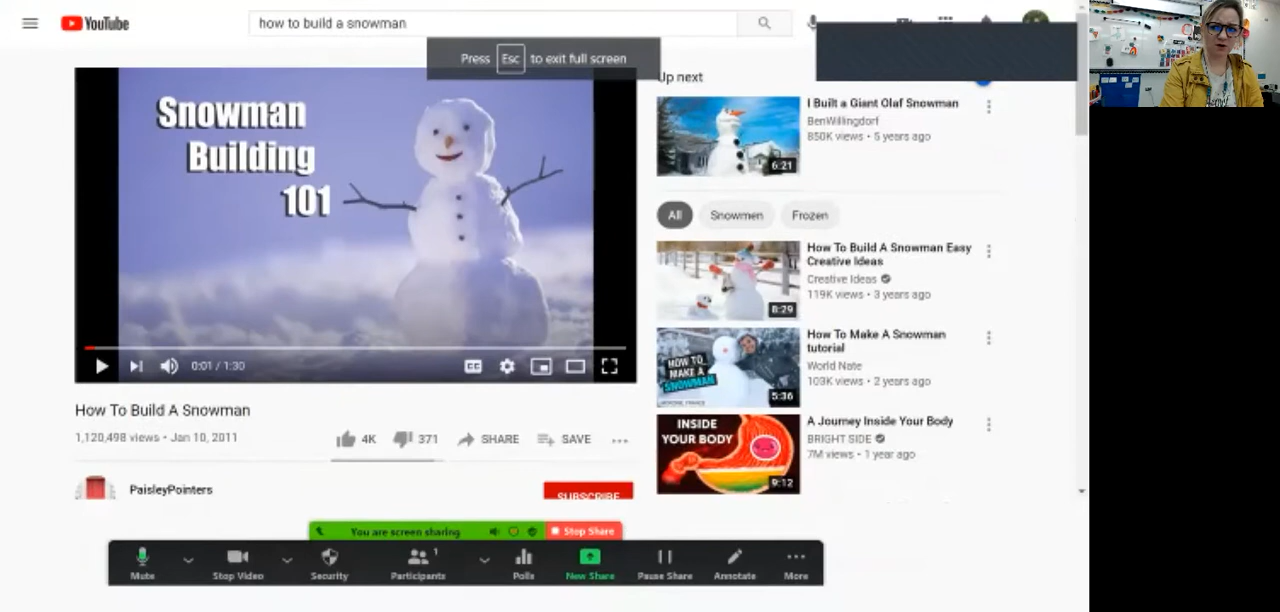 YouTube
how to build a snowman
Press Esc to exit full screen
Snowman
Building
101
0:01 / 1:30
CC
How To Build A Snowman
1,120,498 views • Jan 10, 2011
4K
371
SHARE
SAVE
PaisleyPointers
SUBSCRIBE
Up next
6:21
I Built a Giant Olaf Snowman
BenWillingdorf
850K views • 5 years ago
All
Snowmen
Frozen
8:29
How To Build A Snowman Easy
Creative Ideas
Creative Ideas
119K views • 3 years ago
HOW TO
MAKE A
SNOWMAN
5:36
How To Make A Snowman
tutorial
World Nate
103K views • 2 years ago
INSIDE
YOUR BODY
9:12
A Journey Inside Your Body
BRIGHT SIDE
7M views • 1 year ago
You are screen sharing
Stop Share
Mute
Stop Video
Security
1
Participants
Polls
New Share
Pause Share
Annotate
More